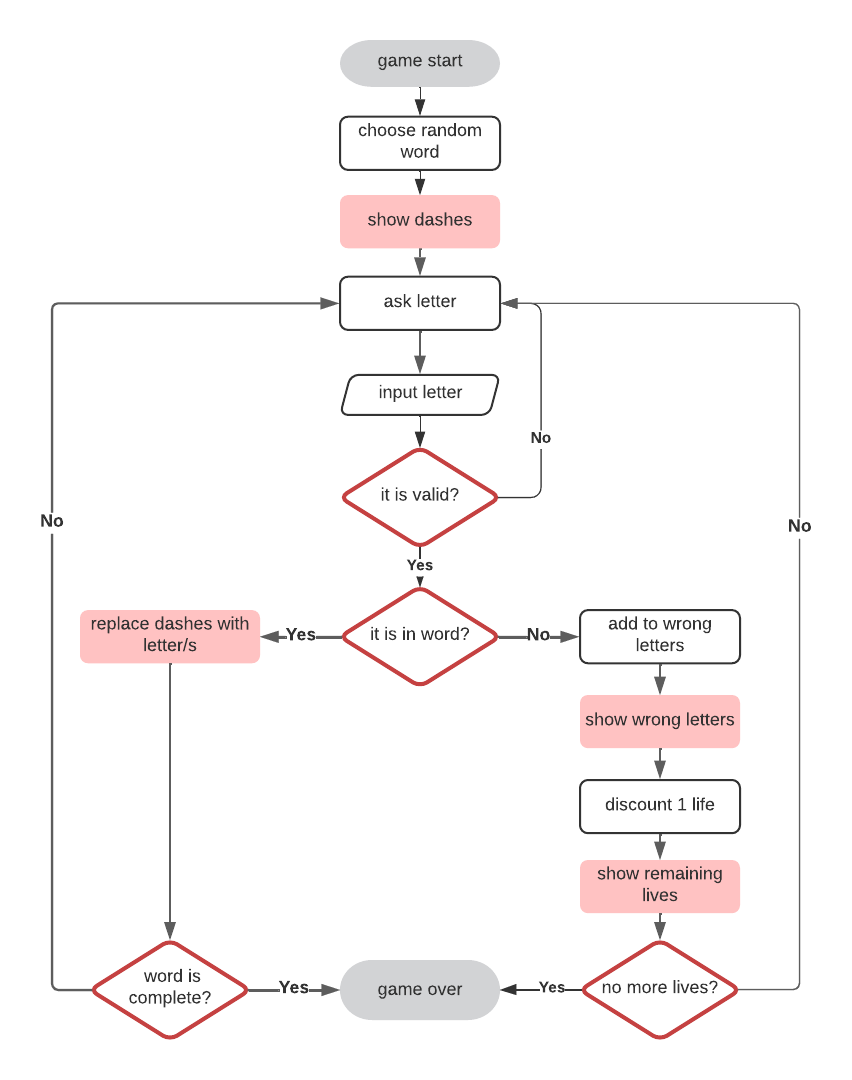 game start
choose random
word
show dashes
ask letter
input letter
No
it is valid?
No
No
Yes
replace dashes with
letter/s
Yes
it is in word?
No
add to wrong
letters
show wrong letters
discount 1 life
show remaining
lives
word is
complete?
Yes
game over
Yes
no more lives?